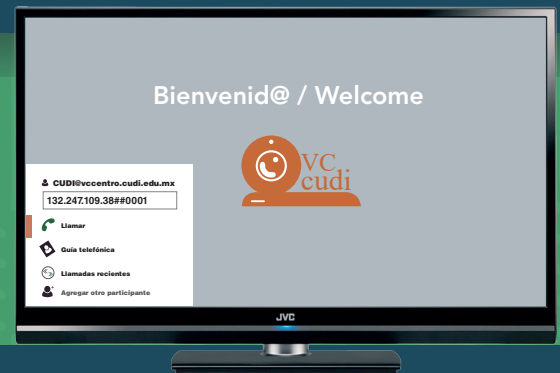 Bienvenid@ / Welcome
VC
cudi
CUDI@vccentro.cudi.edu.mx
132.247.109.38##0001
Llamar
Guía telefónica
Llamadas recientes
Agregar otro participante
JVC